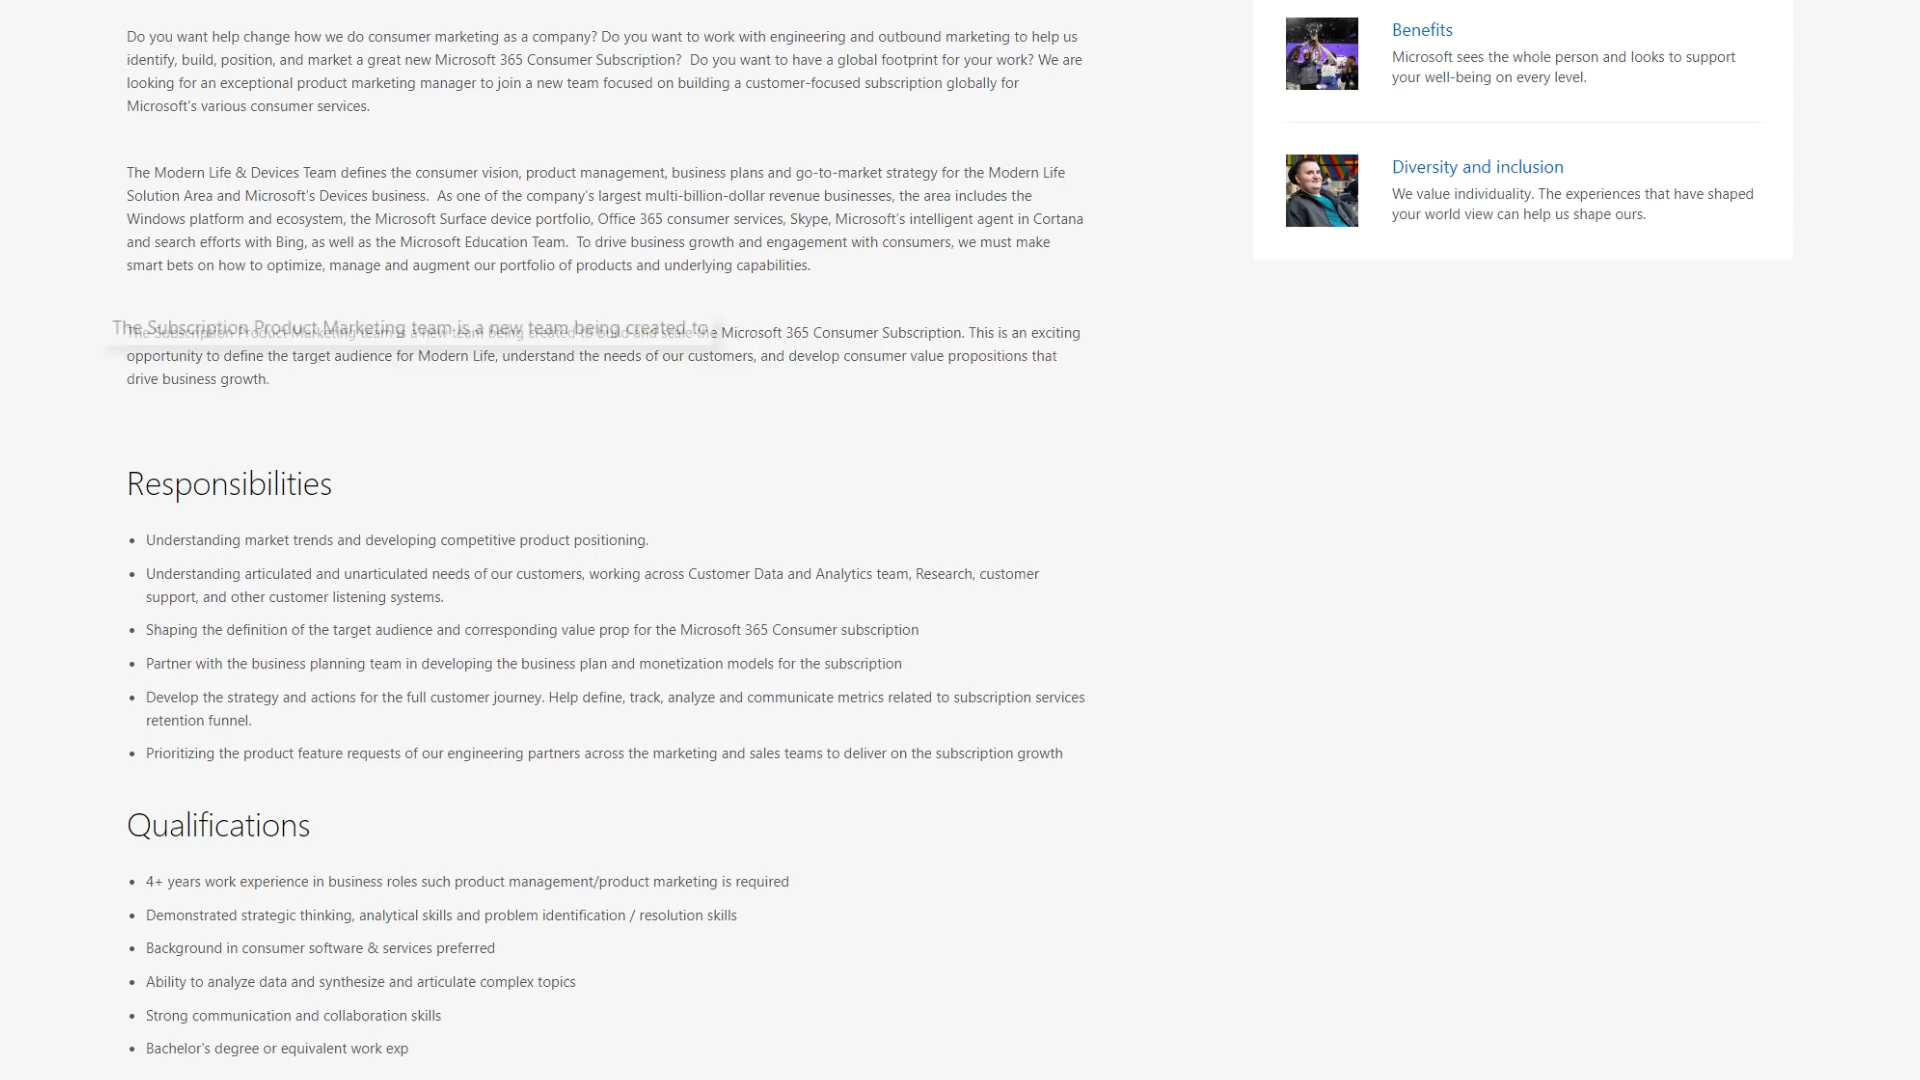 Do you want help change how we do consumer marketing as a company? Do you want to work with engineering and outbound marketing to help us
identify, build, position, and market a great new Microsoft 365 Consumer Subscription?  Do you want to have a global footprint for your work? We are
looking for an exceptional product marketing manager to join a new team focused on building a customer-focused subscription globally for
Microsoft's various consumer services.
The Modern Life & Devices Team defines the consumer vision, product management, business plans and go-to-market strategy for the Modern Life
Solution Area and Microsoft's Devices business.  As one of the company's largest multi-billion-dollar revenue businesses, the area includes the
Windows platform and ecosystem, the Microsoft Surface device portfolio, Office 365 consumer services, Skype, Microsoft's intelligent agent in Cortana
and search efforts with Bing, as well as the Microsoft Education Team.  To drive business growth and engagement with consumers, we must make
smart bets on how to optimize, manage and augment our portfolio of products and underlying capabilities.
The Subscription Product Marketing team is a new team being created to
The Subscription Product Marketing team is a new team being created to build and scale the Microsoft 365 Consumer Subscription. This is an exciting
opportunity to define the target audience for Modern Life, understand the needs of our customers, and develop consumer value propositions that
drive business growth.
Responsibilities
• Understanding market trends and developing competitive product positioning.
• Understanding articulated and unarticulated needs of our customers, working across Customer Data and Analytics team, Research, customer
support, and other customer listening systems.
• Shaping the definition of the target audience and corresponding value prop for the Microsoft 365 Consumer subscription
• Partner with the business planning team in developing the business plan and monetization models for the subscription
• Develop the strategy and actions for the full customer journey. Help define, track, analyze and communicate metrics related to subscription services
retention funnel.
• Prioritizing the product feature requests of our engineering partners across the marketing and sales teams to deliver on the subscription growth
Qualifications
• 4+ years work experience in business roles such product management/product marketing is required
• Demonstrated strategic thinking, analytical skills and problem identification / resolution skills
• Background in consumer software & services preferred
• Ability to analyze data and synthesize and articulate complex topics
• Strong communication and collaboration skills
• Bachelor's degree or equivalent work exp
Benefits
Microsoft sees the whole person and looks to support
your well-being on every level.
Diversity and inclusion
We value individuality. The experiences that have shaped
your world view can help us shape ours.